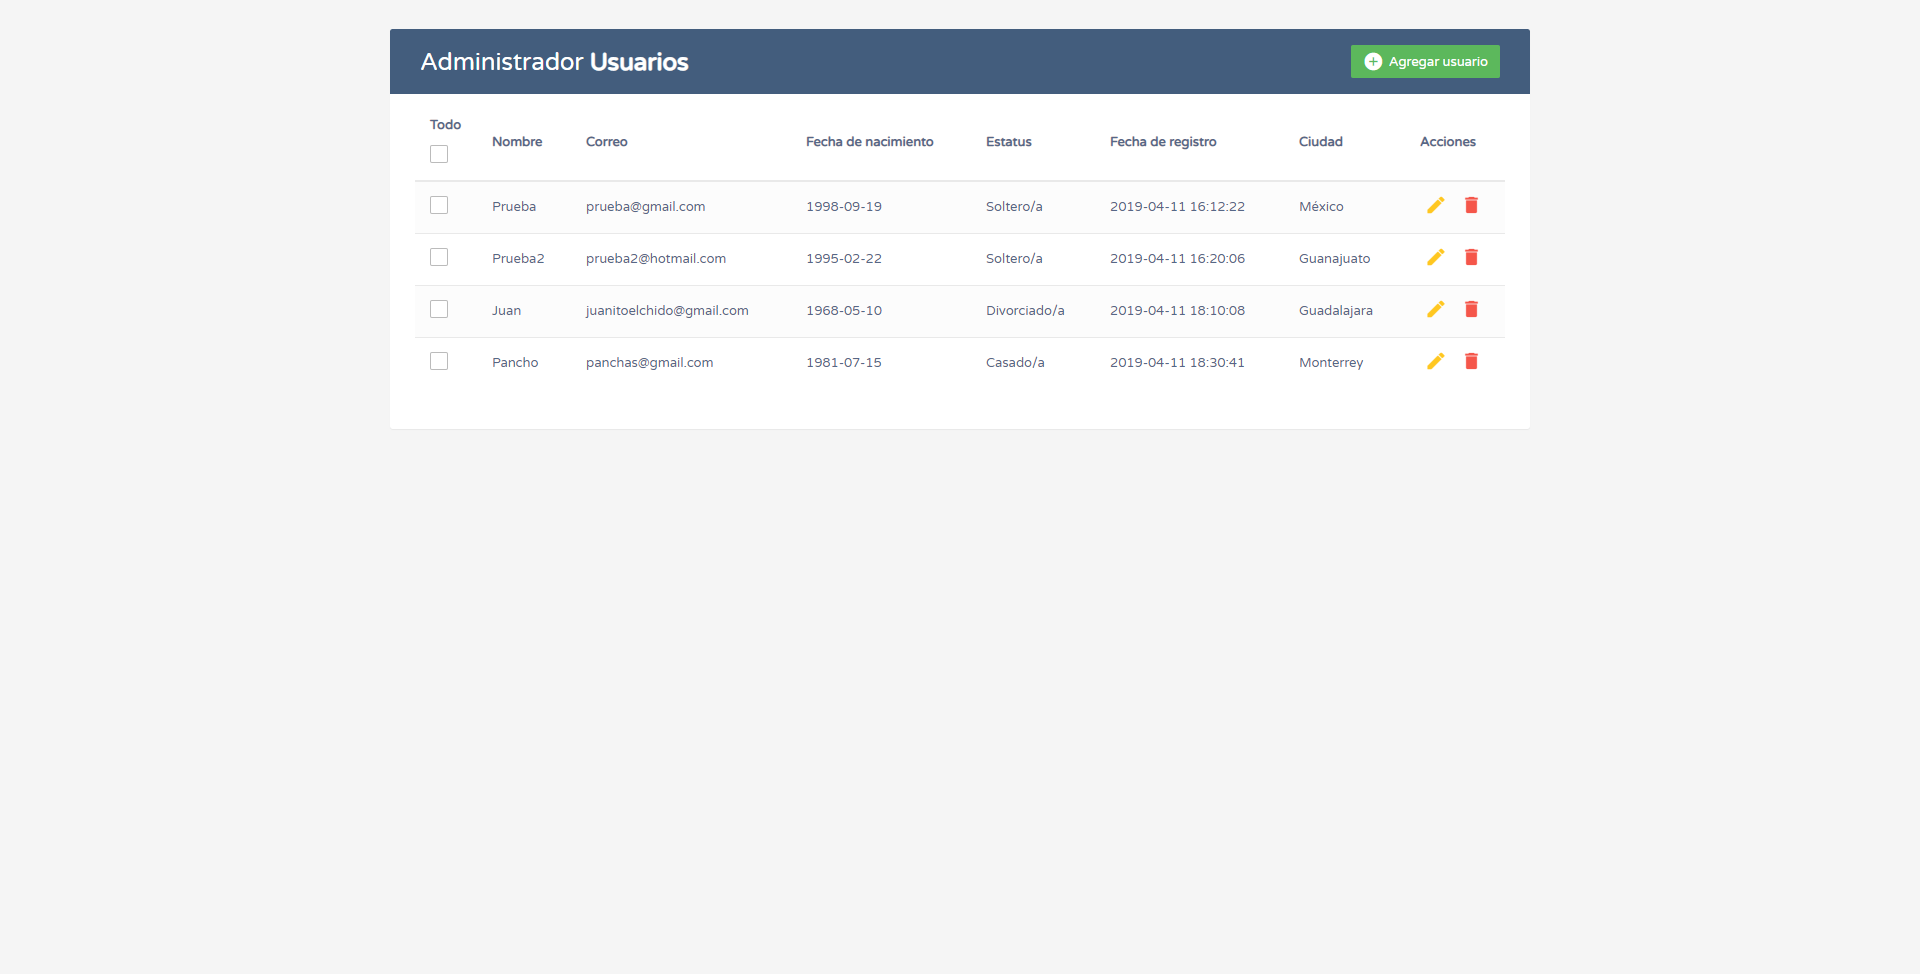 Administrador Usuarios
Agregar usuario
Todo
Nombre Correo Fecha de nacimiento Estatus Fecha de registro Ciudad Acciones
Prueba prueba@gmail.com 1998-09-19 Soltero/a 2019-04-11 16:12:22 México
Prueba2 prueba2@hotmail.com 1995-02-22 Soltero/a 2019-04-11 16:20:06 Guanajuato
Juan juanitoelchido@gmail.com 1968-05-10 Divorciado/a 2019-04-11 18:10:08 Guadalajara
Pancho panchas@gmail.com 1981-07-15 Casado/a 2019-04-11 18:30:41 Monterrey